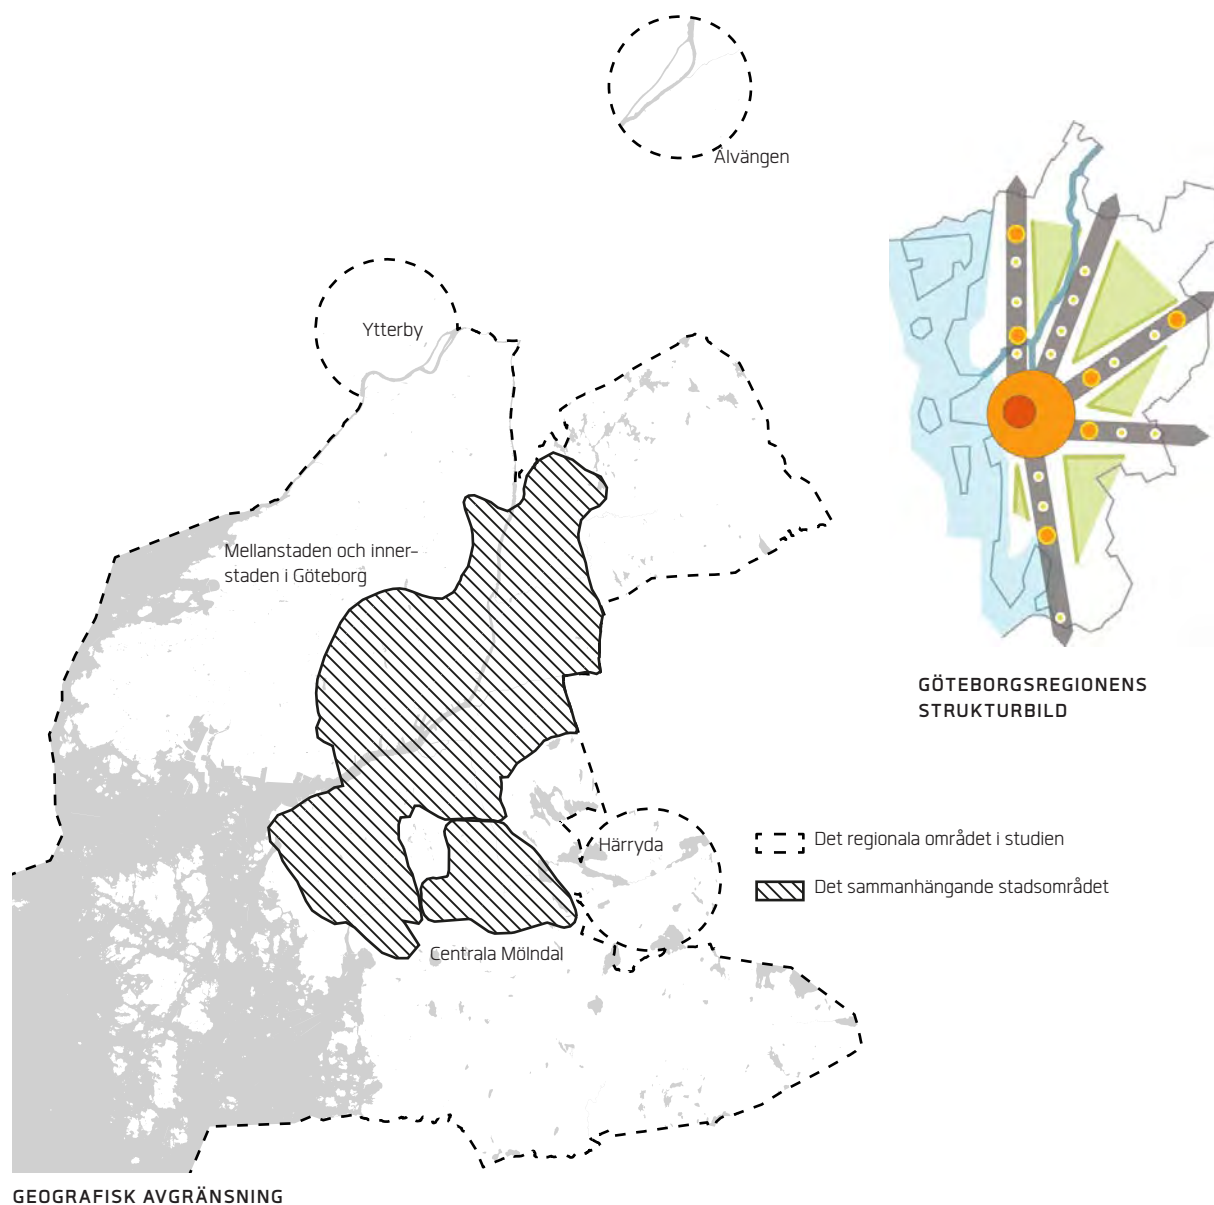 Älvängen
Ytterby
Mellanstaden och inner-
staden i Göteborg
GÖTEBORGSREGIONENS
STRUKTURBILD
Härryda
Det regionala området i studien
Det sammanhängande stadsområdet
Centrala Mölndal
GEOGRAFISK AVGRÄNSNING